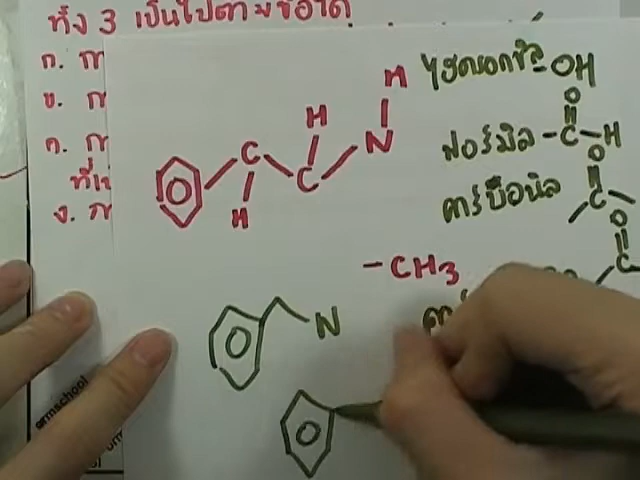 ทั้ง 3 เป็นไปตามข้อใด
ก. ก
ข. ก
ค. ก
ที่เ
ง. ก
H
H N
C C
H
ไฮดรอกซิล -OH
O
ฟอร์มิล -C-H
O
คาร์บอนิล C
O
C
-CH3
N
armschool